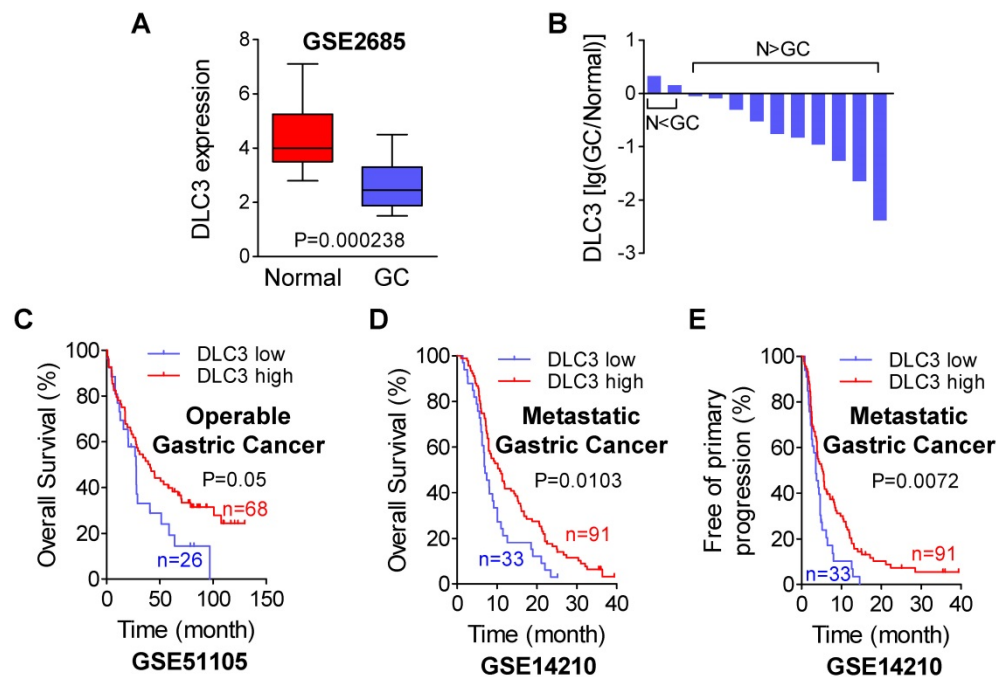 A
GSE2685
DLC3 expression
8
6
4
2
0
P=0.000238
Normal GC
B
DLC3 [lg(GC/Normal)]
1
0
-1
-2
-3
N>GC
N<GC
C
Overall Survival (%)
100
80
60
40
20
0
DLC3 low
DLC3 high
Operable
Gastric Cancer
P=0.05
n=68
n=26
0 50 100 150
Time (month)
GSE51105
D
Overall Survival (%)
100
80
60
40
20
0
DLC3 low
DLC3 high
Metastatic
Gastric Cancer
P=0.0103
n=91
n=33
0 10 20 30 40
Time (month)
GSE14210
E
Free of primary
progression (%)
100
80
60
40
20
0
DLC3 low
DLC3 high
Metastatic
Gastric Cancer
P=0.0072
n=91
n=33
0 10 20 30 40
Time (month)
GSE14210